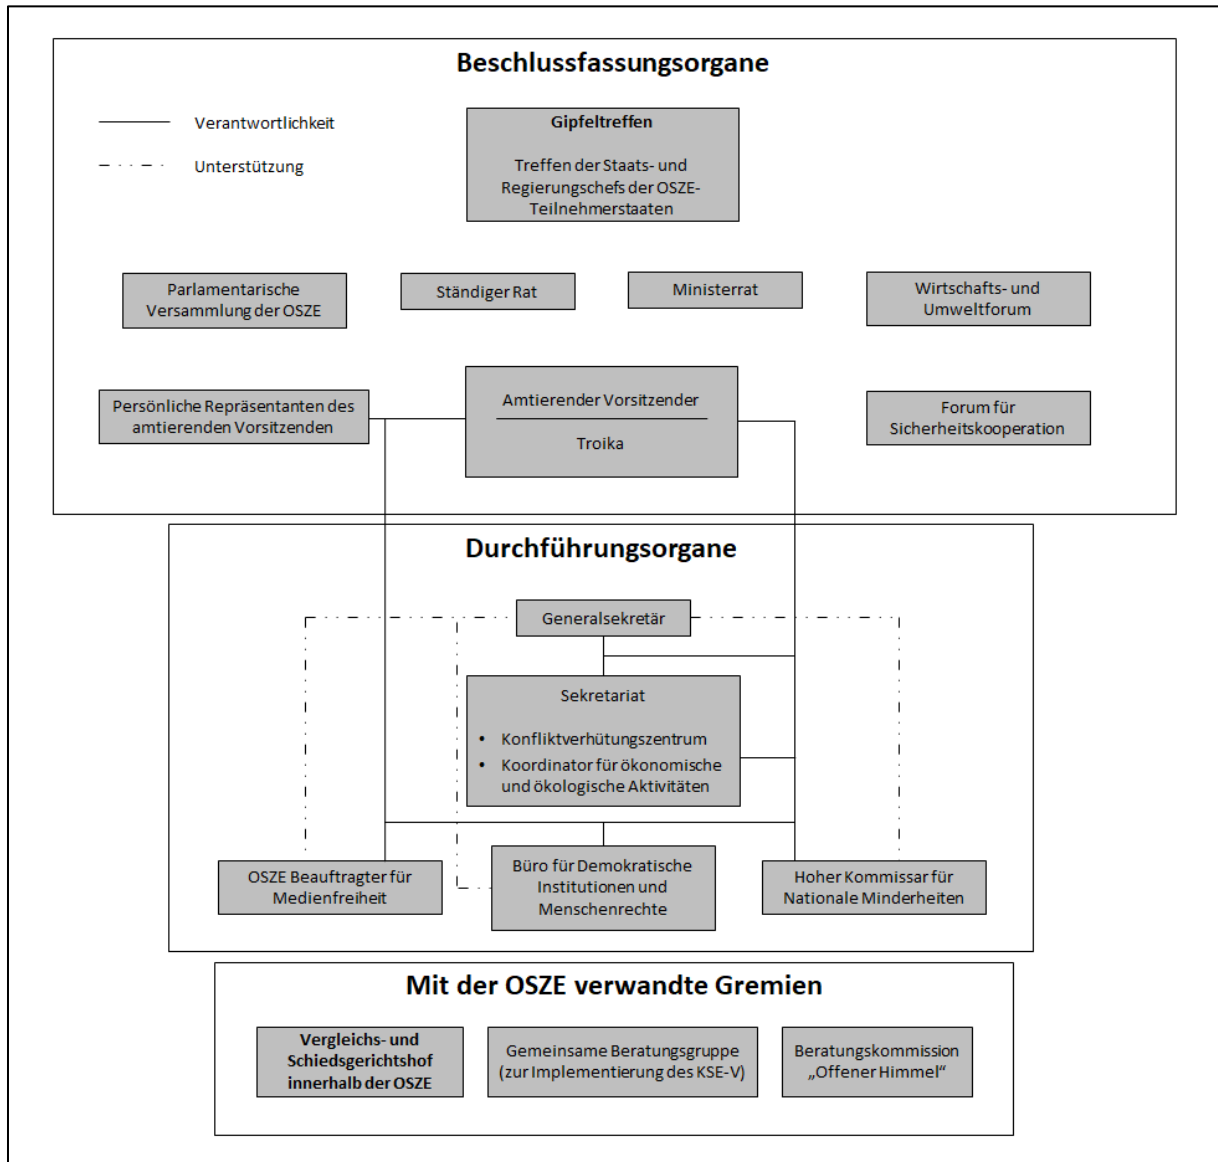 Beschlussfassungsorgane
Verantwortlichkeit
Unterstützung
Gipfeltreffen
Treffen der Staats- und
Regierungschefs der OSZE-
Teilnehmerstaaten
Parlamentarische
Versammlung der OSZE
Ständiger Rat
Ministerrat
Wirtschafts- und
Umweltforum
Persönliche Repräsentanten des
amtierenden Vorsitzenden
Amtierender Vorsitzender
Troika
Forum für
Sicherheitskooperation
Durchführungsorgane
Generalsekretär
Sekretariat
• Konfliktverhütungszentrum
• Koordinator für ökonomische
und ökologische Aktivitäten
OSZE Beauftragter für
Medienfreiheit
Büro für Demokratische
Institutionen und
Menschenrechte
Hoher Kommissar für
Nationale Minderheiten
Mit der OSZE verwandte Gremien
Vergleichs- und
Schiedsgerichtshof
innerhalb der OSZE
Gemeinsame Beratungsgruppe
(zur Implementierung des KSE-V)
Beratungskommission
„Offener Himmel“